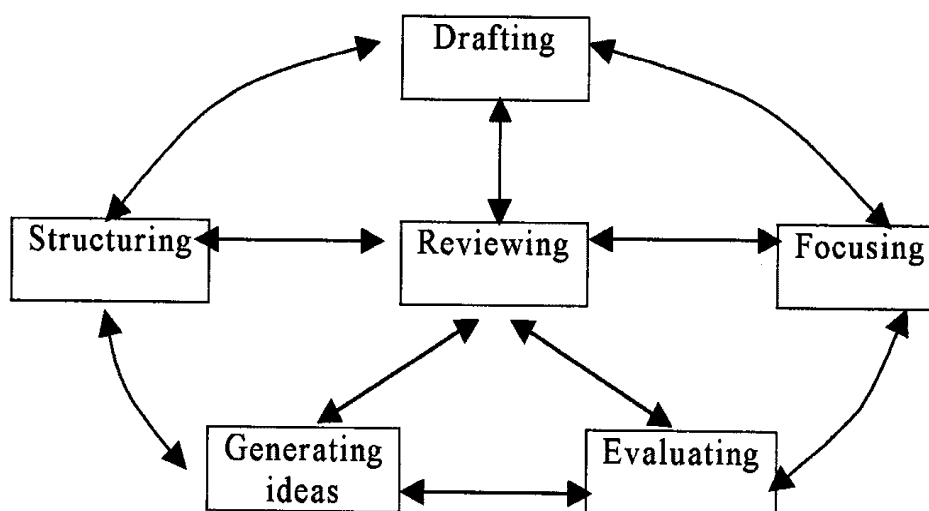 Drafting
Structuring
Reviewing
Focusing
Generating
ideas
Evaluating